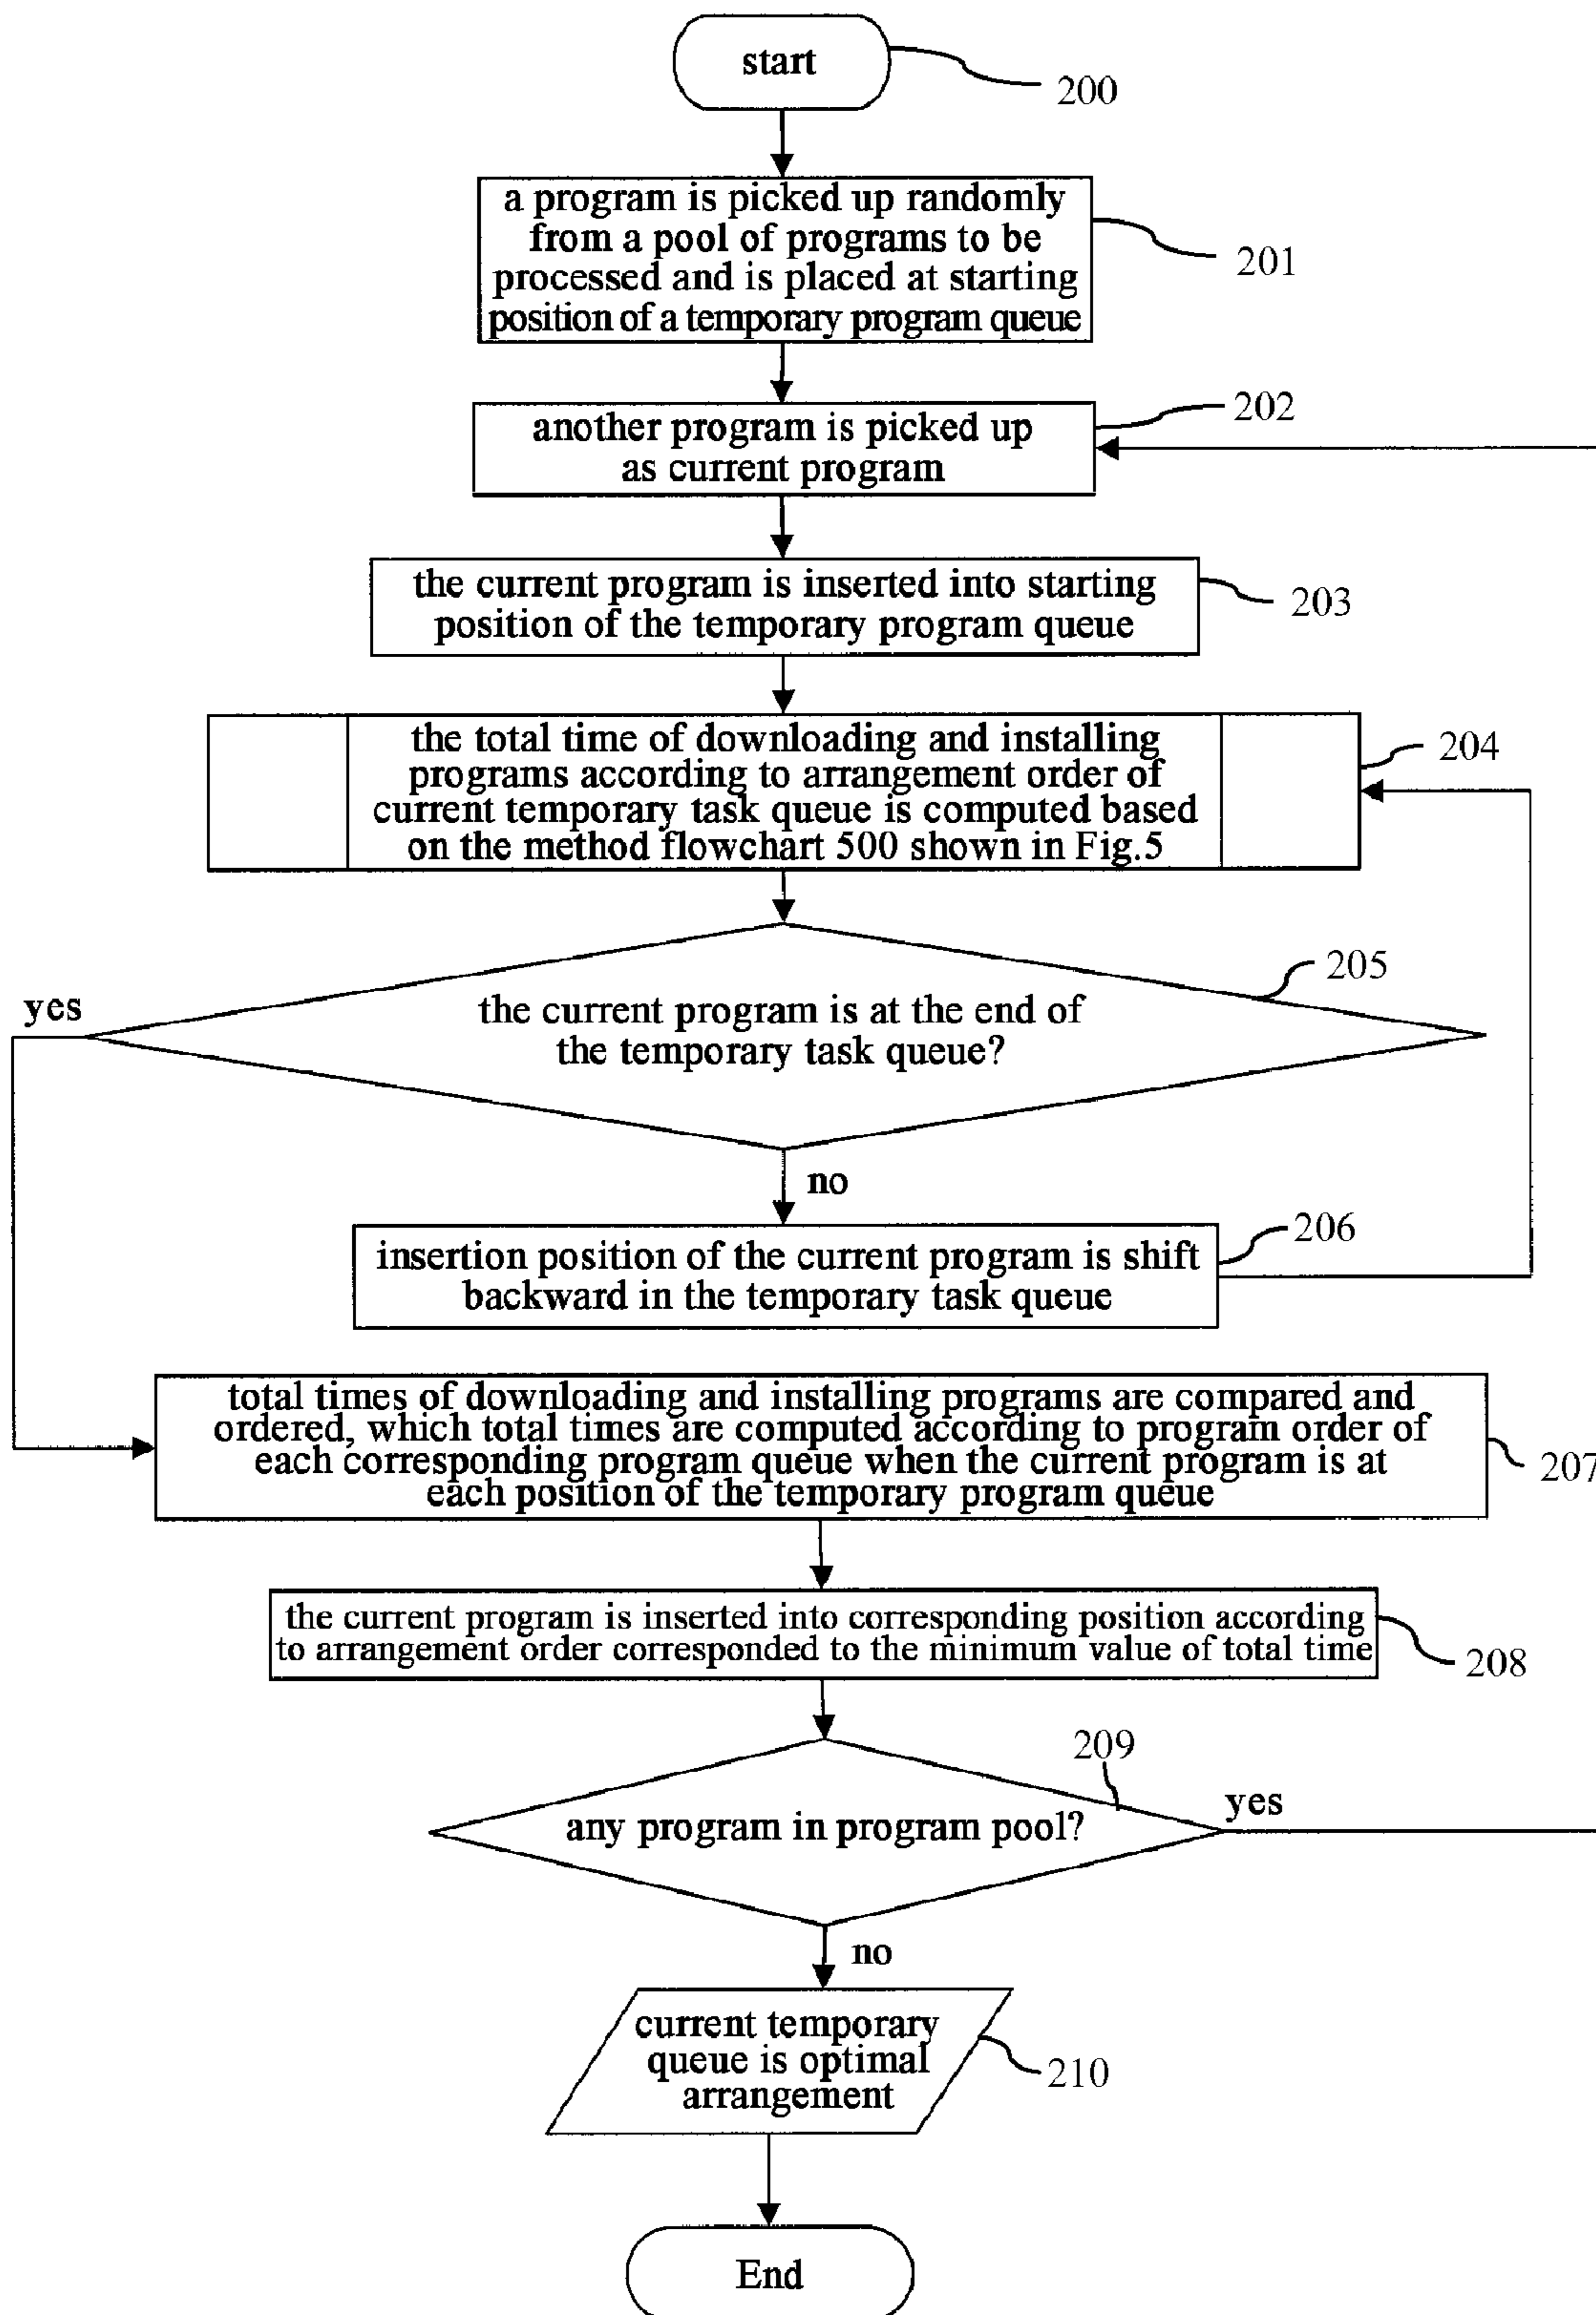 start
200
a program is picked up randomly
from a pool of programs to be
processed and is placed at starting
position of a temporary program queue
201
another program is picked up
as current program
202
the current program is inserted into starting
position of the temporary program queue
203
the total time of downloading and installing
programs according to arrangement order of
current temporary task queue is computed based
on the method flowchart 500 shown in Fig.5
204
205
yes
the current program is at the end of
the temporary task queue?
no
206
insertion position of the current program is shift
backward in the temporary task queue
total times of downloading and installing programs are compared and
ordered, which total times are computed according to program order of
each corresponding program queue when the current program is at
each position of the temporary program queue
207
the current program is inserted into corresponding position according
to arrangement order corresponded to the minimum value of total time
208
209
yes
any program in program pool?
no
current temporary
queue is optimal
arrangement
210
End